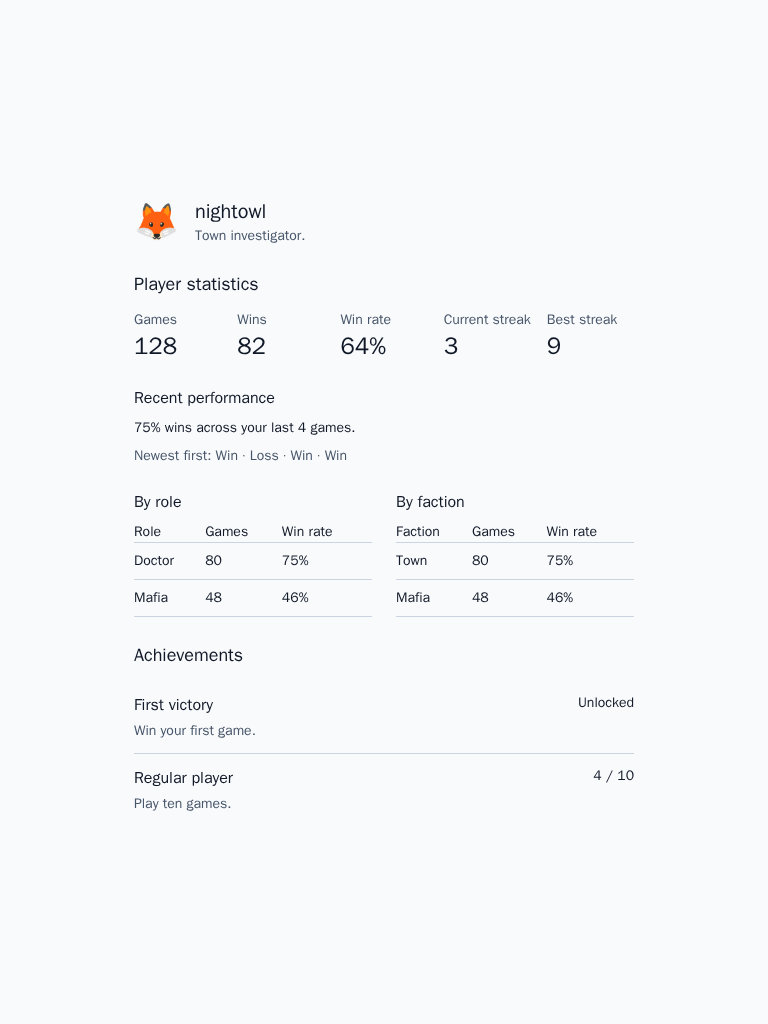 nightowl
Town investigator.
Player statistics
Games Wins Win rate Current streak Best streak
128 82 64% 3 9
Recent performance
75% wins across your last 4 games.
Newest first: Win · Loss · Win · Win
By role
Role Games Win rate
Doctor 80 75%
Mafia 48 46%
By faction
Faction Games Win rate
Town 80 75%
Mafia 48 46%
Achievements
First victory Unlocked
Win your first game.
Regular player 4 / 10
Play ten games.